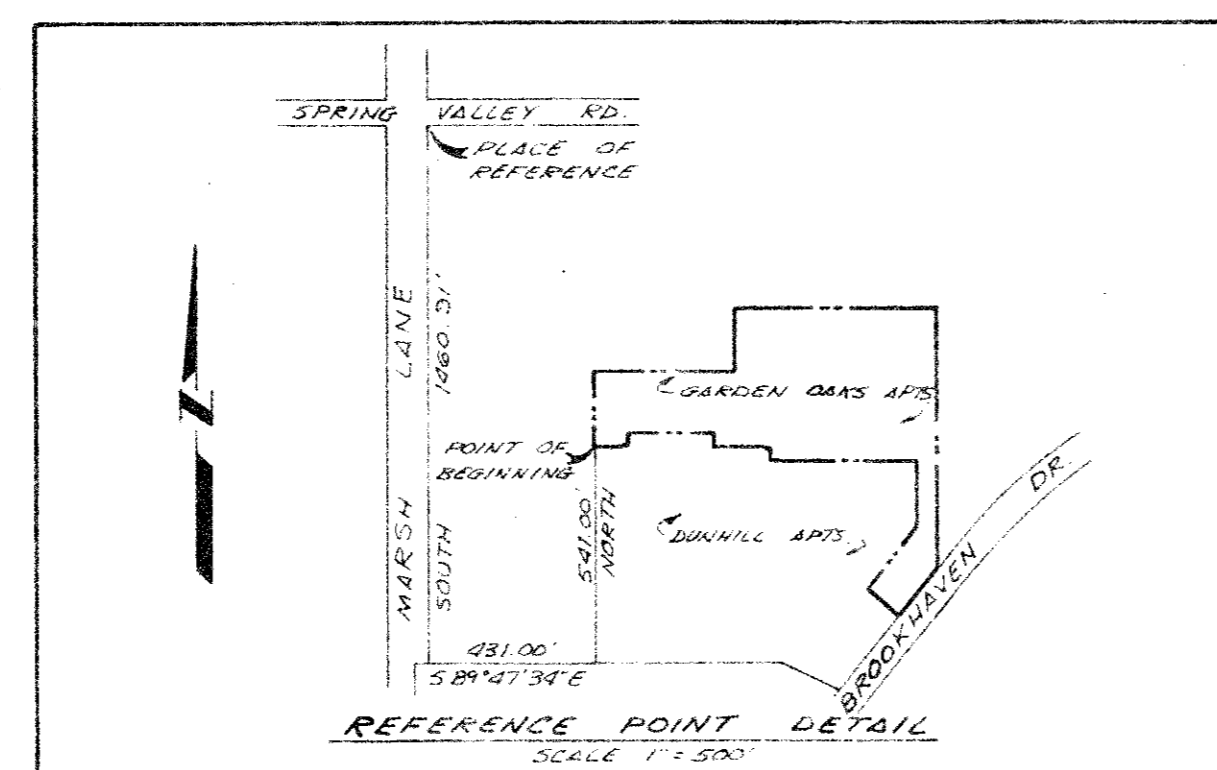 SPRING VALLEY RD.
PLACE OF
REFERENCE
MARSH LANE
SOUTH 1460.91'
GARDEN OAKS APTS
POINT OF
BEGINNING
541.00'
NORTH
DUNHILL APTS.
BROOKHAVEN DR.
431.00'
S 89°47'34" E
REFERENCE POINT DETAIL
SCALE 1" = 500'
N